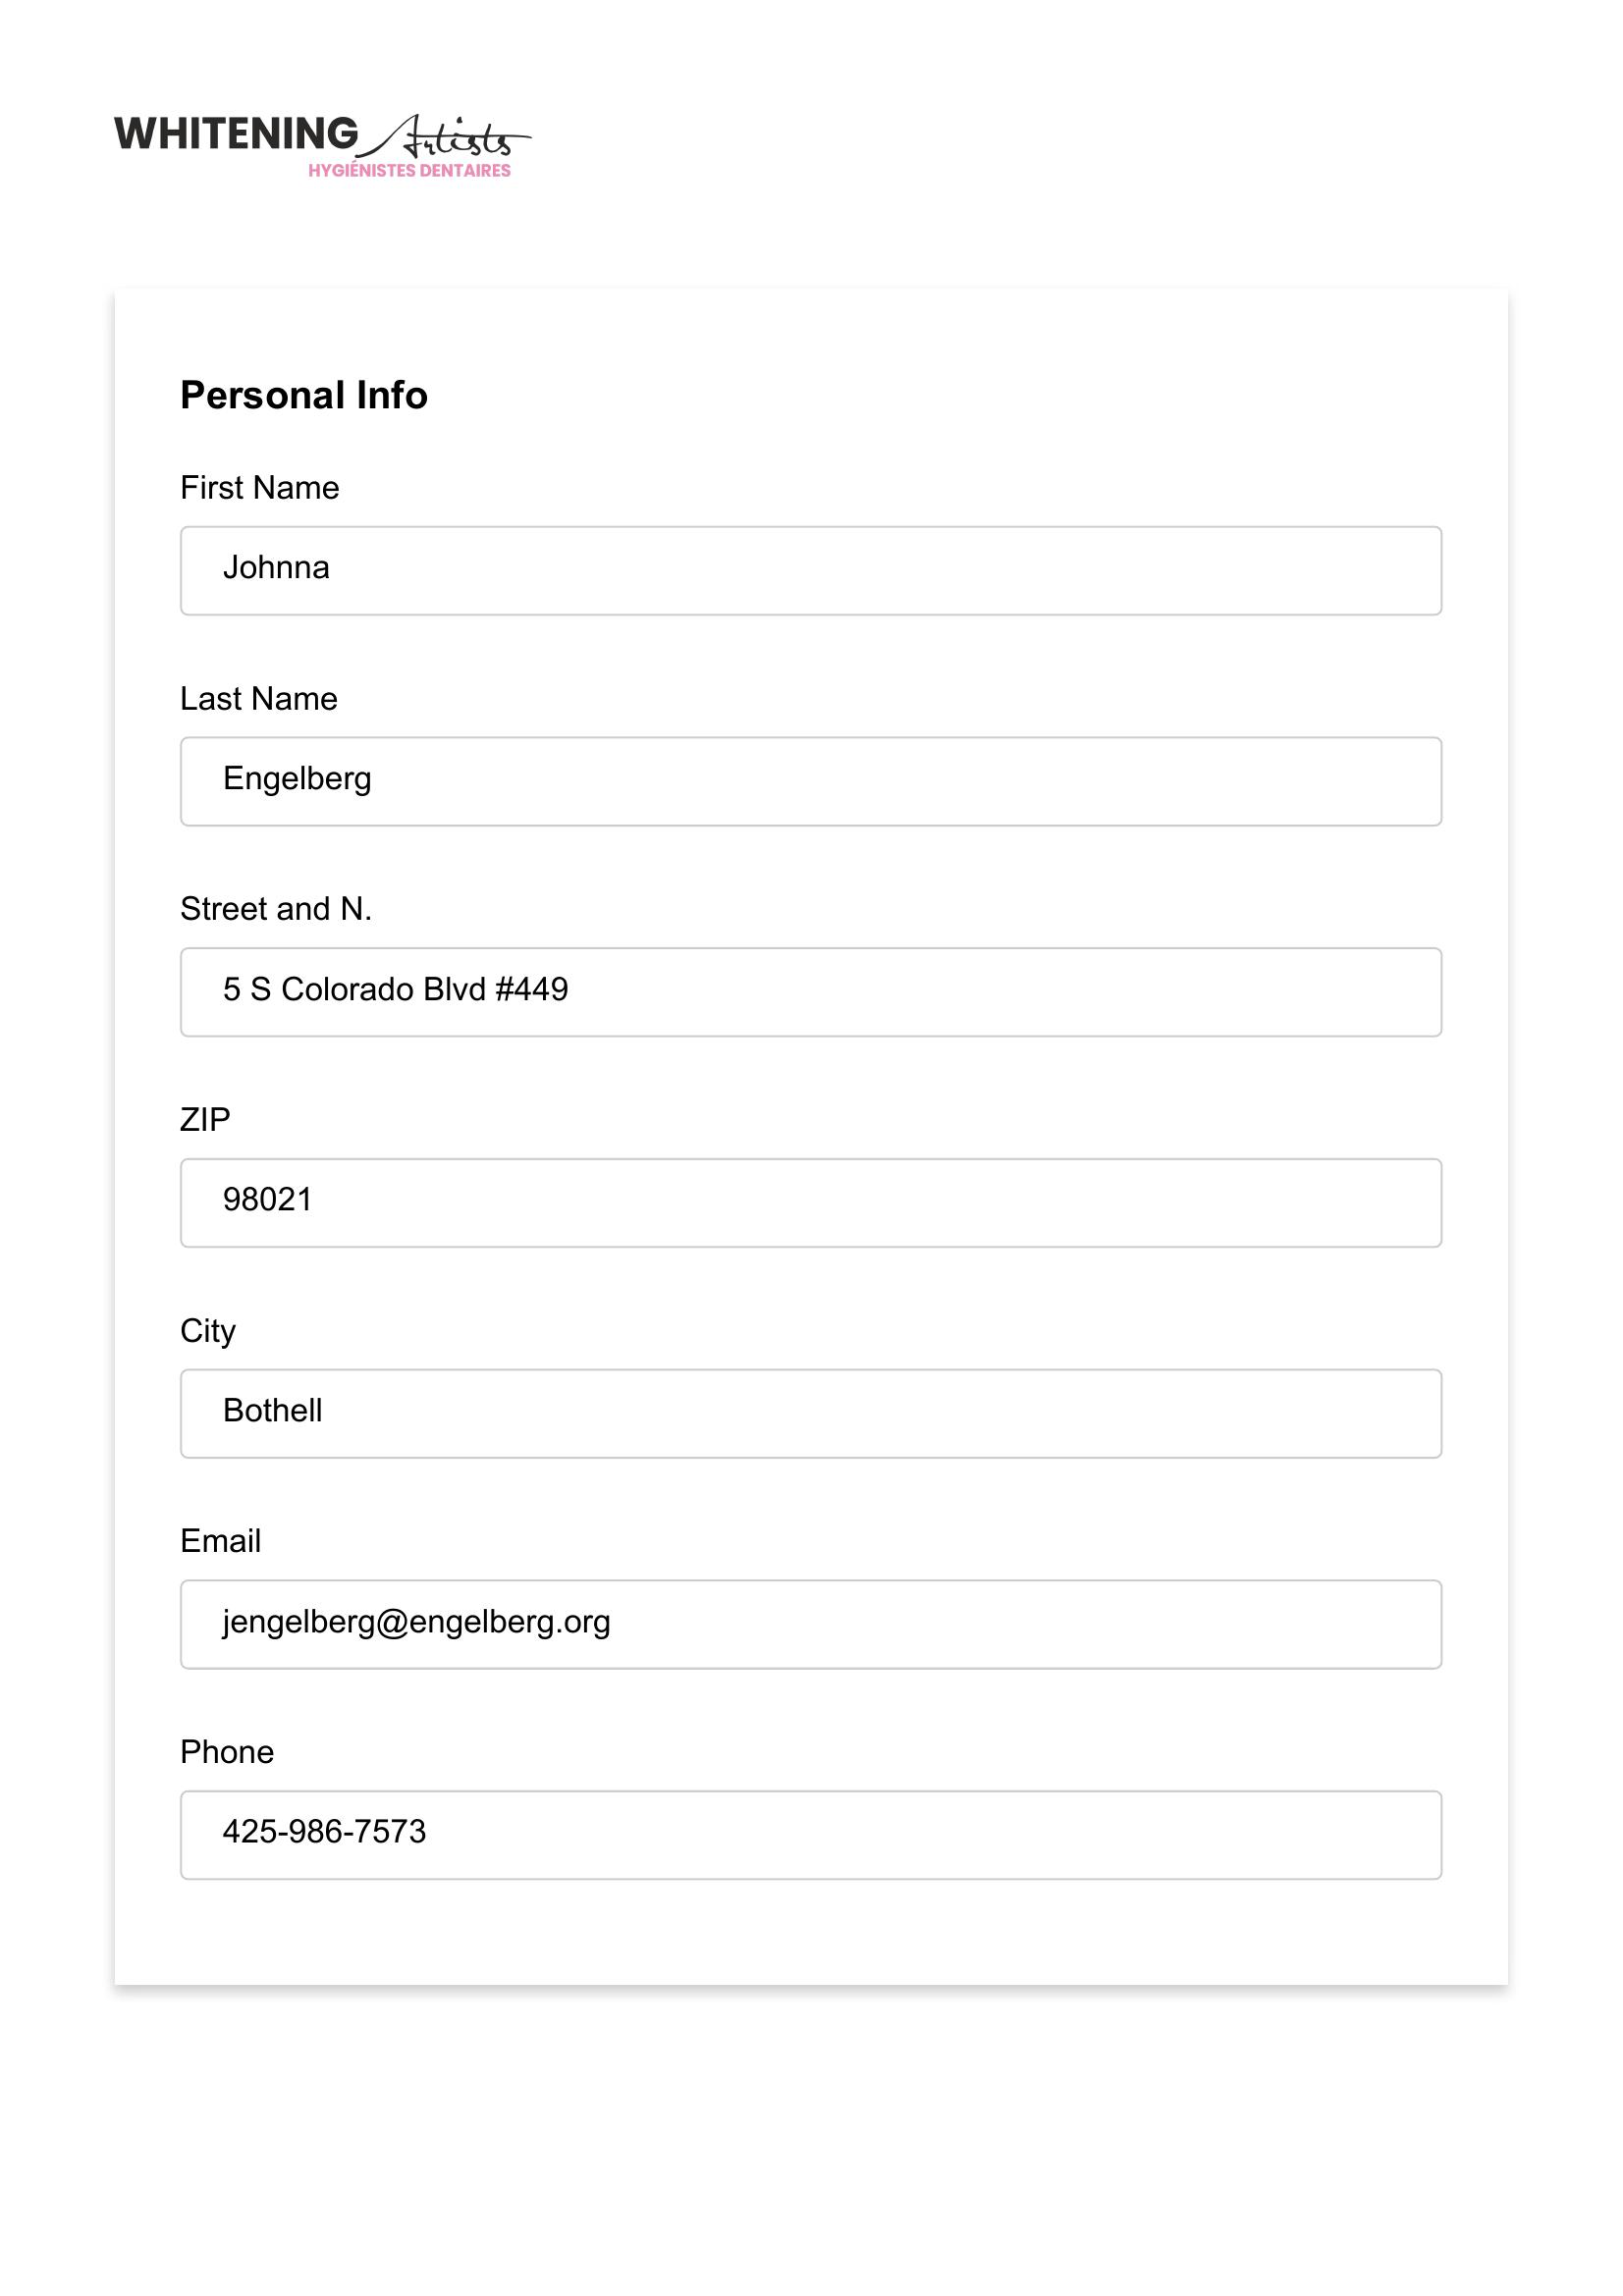 WHITENING Artists
HYGIÉNISTES DENTAIRES
Personal Info
First Name
Johnna
Last Name
Engelberg
Street and N.
5 S Colorado Blvd #449
ZIP
98021
City
Bothell
Email
jengelberg@engelberg.org
Phone
425-986-7573